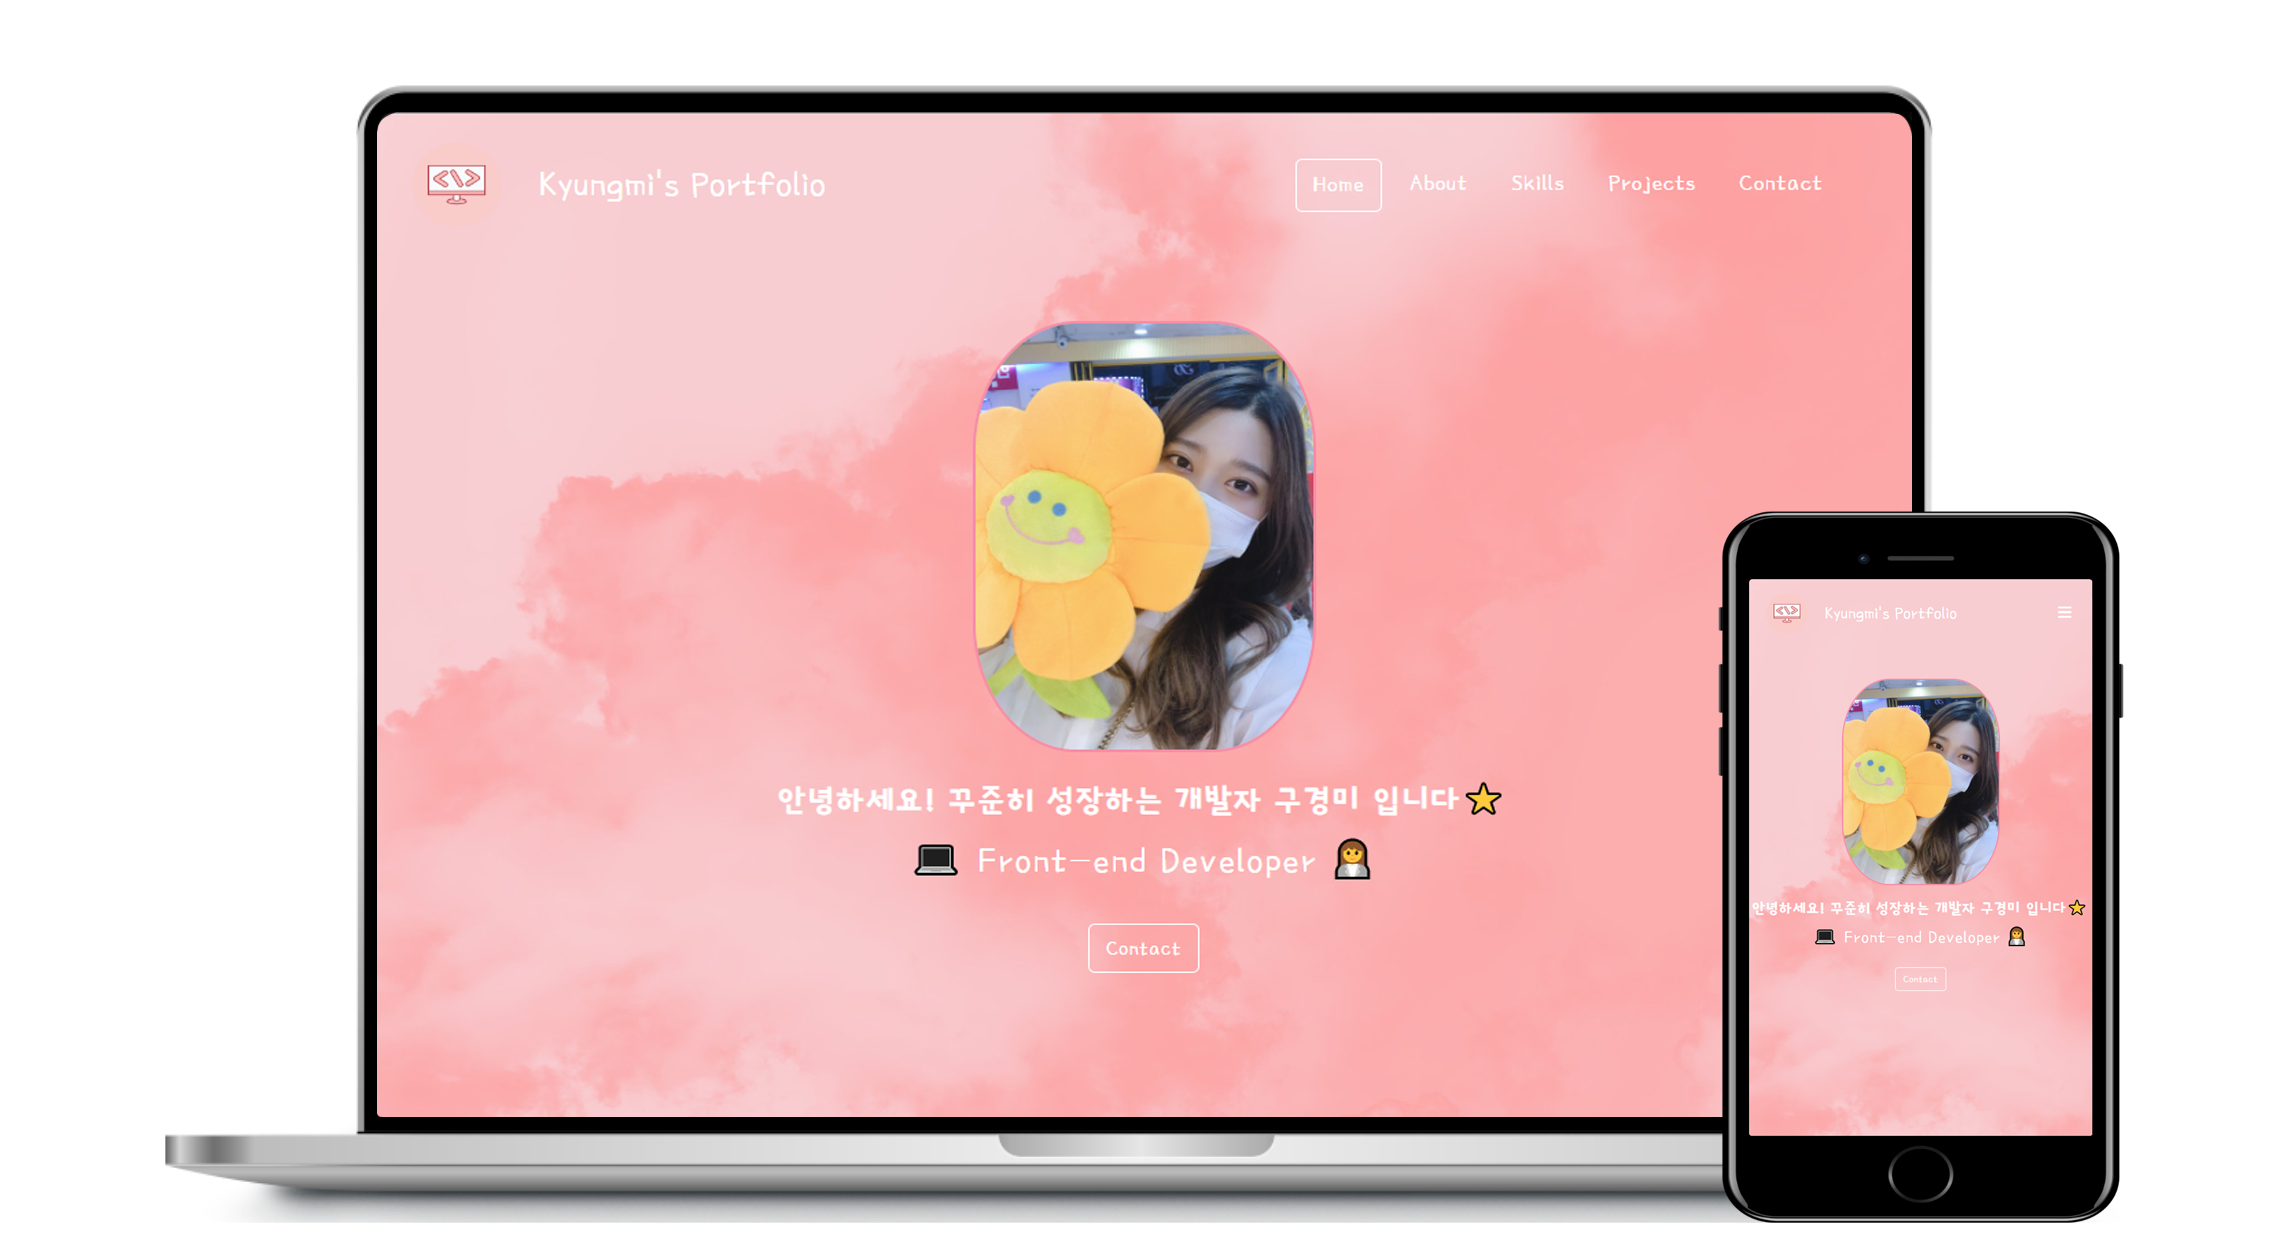 <\>
Kyungmi's Portfolio
Home About Skills Projects Contact
안녕하세요! 꾸준히 성장하는 개발자 구경미 입니다⭐
💻 Front-end Developer 👩‍💼
Contact
<\>
Kyungmi's Portfolio
안녕하세요! 꾸준히 성장하는 개발자 구경미 입니다⭐
💻 Front-end Developer 👩‍💼
Contact